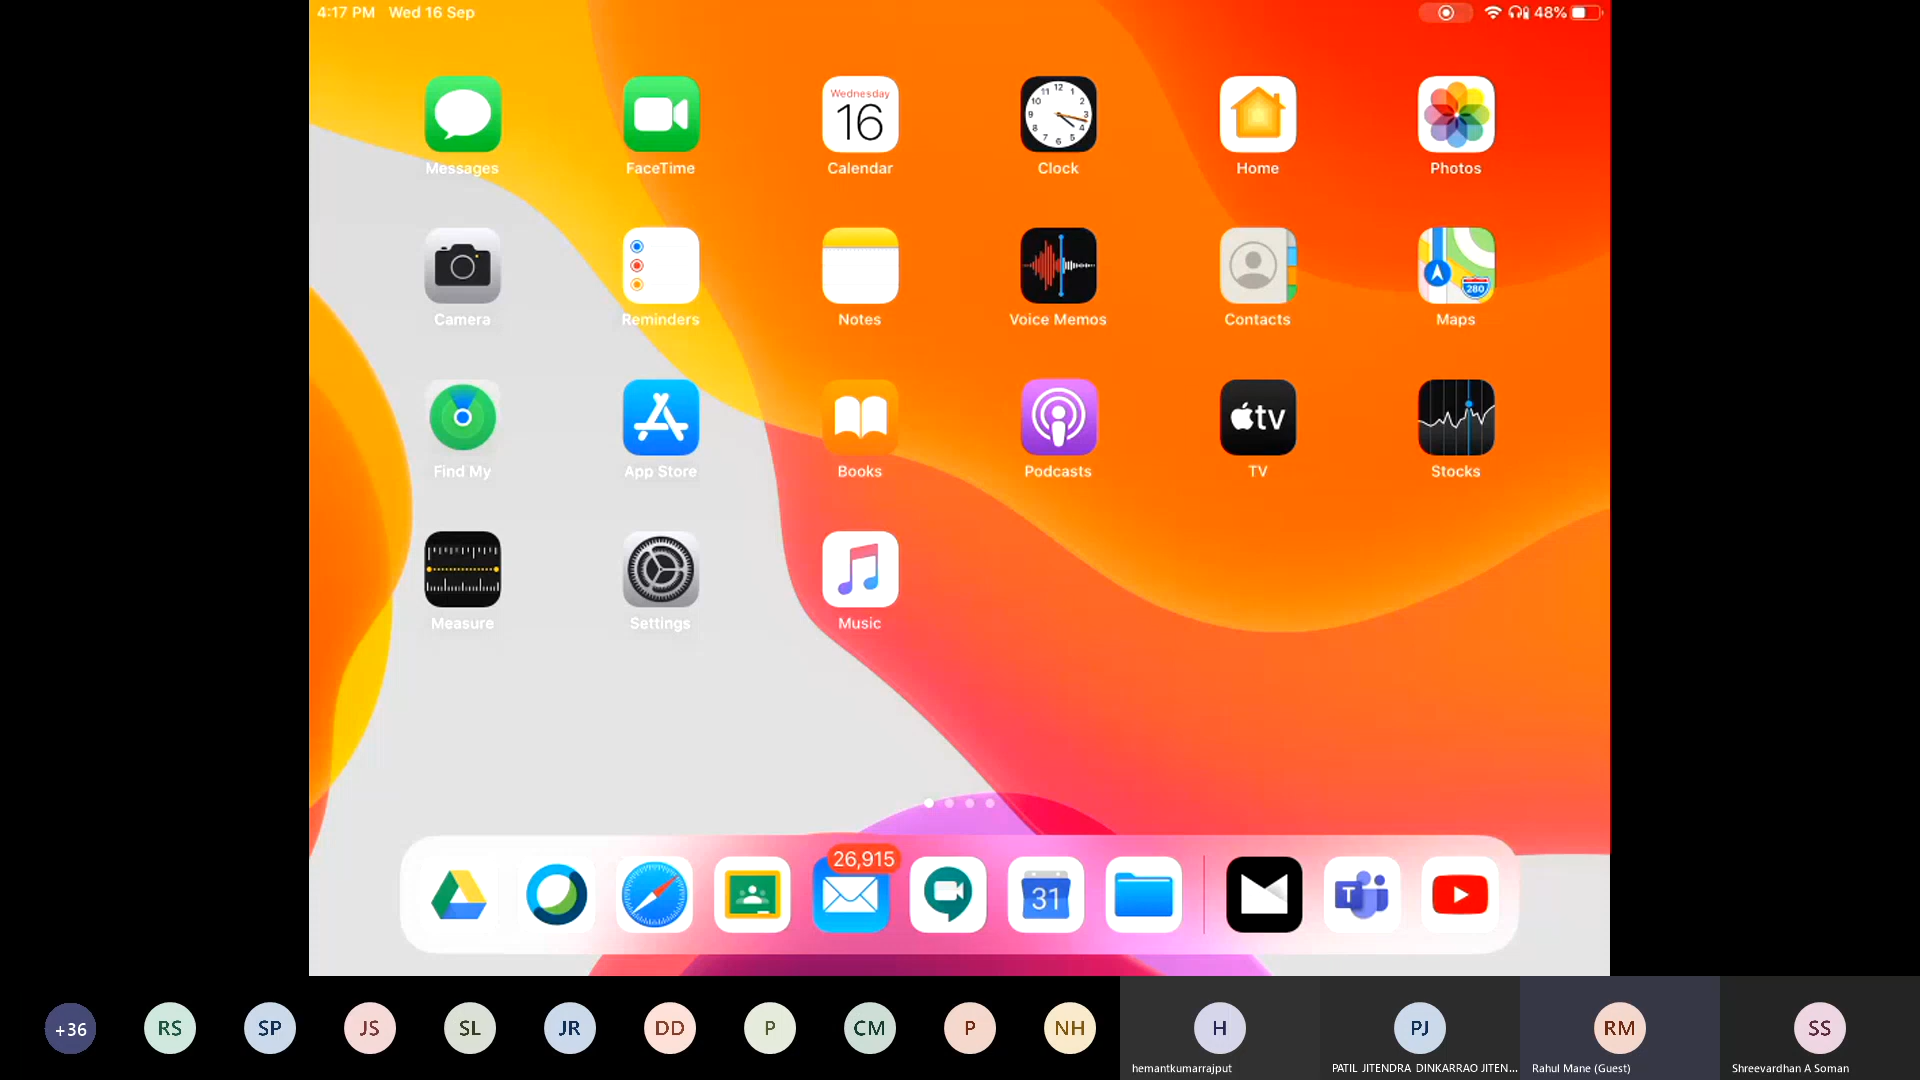 4:17 PM Wed 16 Sep
48%
Wednesday
16
Messages
FaceTime
Calendar
Clock
Home
Photos
280
Camera
Reminders
Notes
Voice Memos
Contacts
Maps
tv
Find My
App Store
Books
Podcasts
TV
Stocks
Measure
Settings
Music
26,915
31
T
+36
RS
SP
JS
SL
JR
DD
P
CM
P
NH
H
PJ
RM
SS
hemantkumarrajput
PATIL JITENDRA DINKARRAO JITEN...
Rahul Mane (Guest)
Shreevardhan A Soman